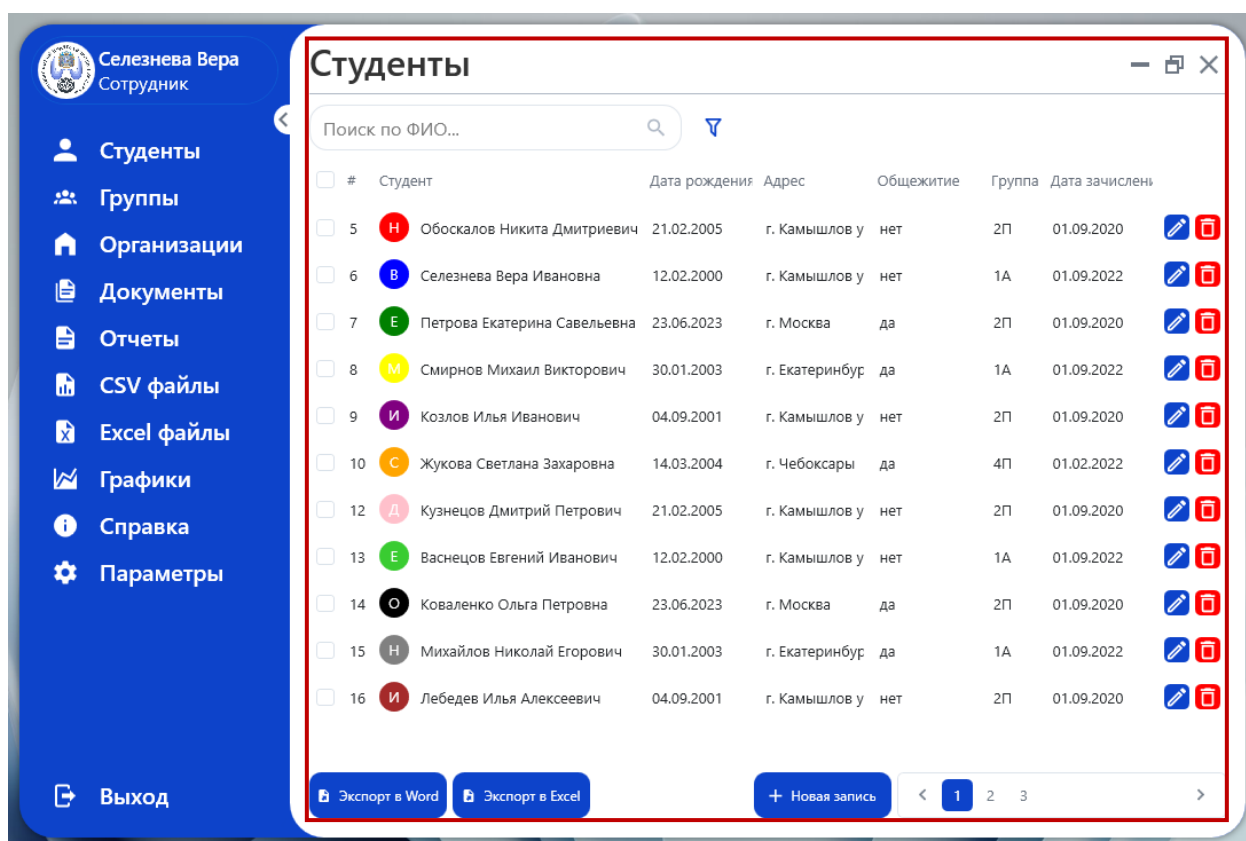 Селезнева Вера
Сотрудник
Студенты
Группы
Организации
Документы
Отчеты
CSV файлы
Excel файлы
Графики
Справка
Параметры
Выход
Студенты
Поиск по ФИО...
# Студент Дата рождения Адрес Общежитие Группа Дата зачислень
5 Н Обоскалов Никита Дмитриевич 21.02.2005 г. Камышлов у нет 2П 01.09.2020
6 В Селезнева Вера Ивановна 12.02.2000 г. Камышлов у нет 1А 01.09.2022
7 Е Петрова Екатерина Савельевна 23.06.2023 г. Москва да 2П 01.09.2020
8 М Смирнов Михаил Викторович 30.01.2003 г. Екатеринбур да 1А 01.09.2022
9 И Козлов Илья Иванович 04.09.2001 г. Камышлов у нет 2П 01.09.2020
10 С Жукова Светлана Захаровна 14.03.2004 г. Чебоксары да 4П 01.02.2022
12 Д Кузнецов Дмитрий Петрович 21.02.2005 г. Камышлов у нет 2П 01.09.2020
13 Е Васнецов Евгений Иванович 12.02.2000 г. Камышлов у нет 1А 01.09.2022
14 О Коваленко Ольга Петровна 23.06.2023 г. Москва да 2П 01.09.2020
15 Н Михайлов Николай Егорович 30.01.2003 г. Екатеринбур да 1А 01.09.2022
16 И Лебедев Илья Алексеевич 04.09.2001 г. Камышлов у нет 2П 01.09.2020
Экспорт в Word Экспорт в Excel + Новая запись < 1 2 3 >